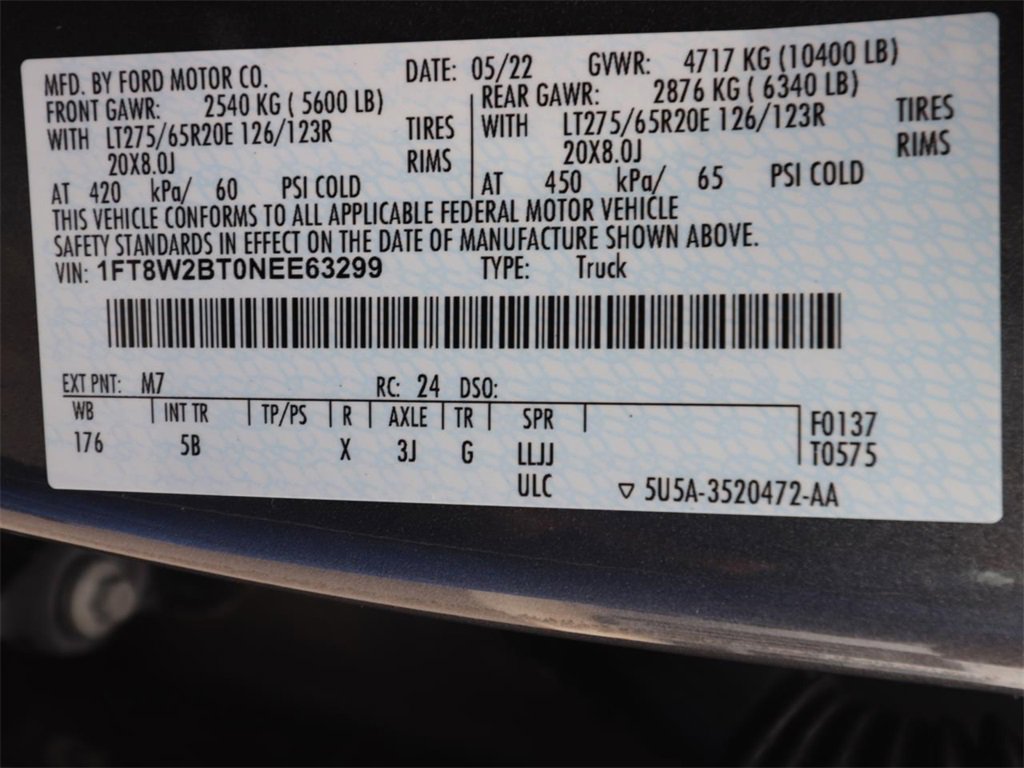 MFD. BY FORD MOTOR CO. DATE: 05/22 GVWR: 4717 KG (10400 LB)
FRONT GAWR: 2540 KG ( 5600 LB) REAR GAWR: 2876 KG ( 6340 LB)
WITH LT275/65R20E 126/123R TIRES WITH LT275/65R20E 126/123R TIRES
20X8.0J RIMS 20X8.0J RIMS
AT 420 kPa/ 60 PSI COLD AT 450 kPa/ 65 PSI COLD
THIS VEHICLE CONFORMS TO ALL APPLICABLE FEDERAL MOTOR VEHICLE
SAFETY STANDARDS IN EFFECT ON THE DATE OF MANUFACTURE SHOWN ABOVE.
VIN: 1FT8W2BT0NEE63299 TYPE: Truck
EXT PNT: M7 RC: 24 DSO:
WB INT TR TP/PS R AXLE TR SPR F0137
176 5B X 3J G LLJJ T0575
ULC ▽ 5U5A-3520472-AA